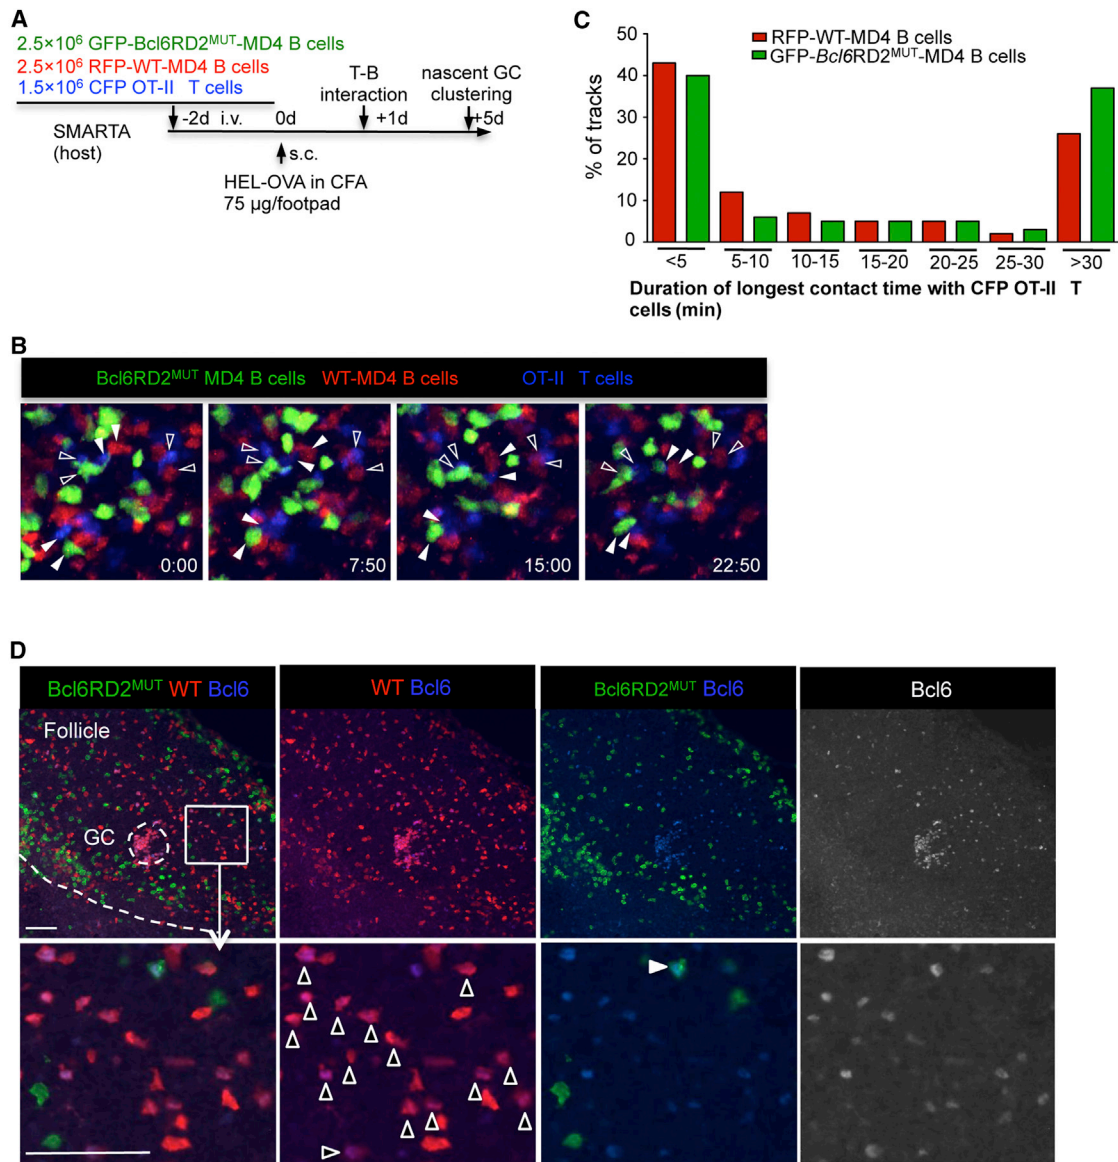 A
2.5×10⁶ GFP-Bcl6RD2ᴹᵁᵀ-MD4 B cells
2.5×10⁶ RFP-WT-MD4 B cells
1.5×10⁶ CFP OT-II T cells
SMARTA
(host)
-2d i.v. 0d
T-B
interaction
+1d
nascent GC
clustering
+5d
s.c.
HEL-OVA in CFA
75 µg/footpad
C
RFP-WT-MD4 B cells
GFP-Bcl6RD2ᴹᵁᵀ-MD4 B cells
% of tracks
50
40
30
20
10
0
<5 5-10 10-15 15-20 20-25 25-30 >30
Duration of longest contact time with CFP OT-II T
cells (min)
B
Bcl6RD2ᴹᵁᵀ MD4 B cells WT-MD4 B cells OT-II T cells
0:00 7:50 15:00 22:50
D
Bcl6RD2ᴹᵁᵀ WT Bcl6
WT Bcl6
Bcl6RD2ᴹᵁᵀ Bcl6
Bcl6
Follicle
GC